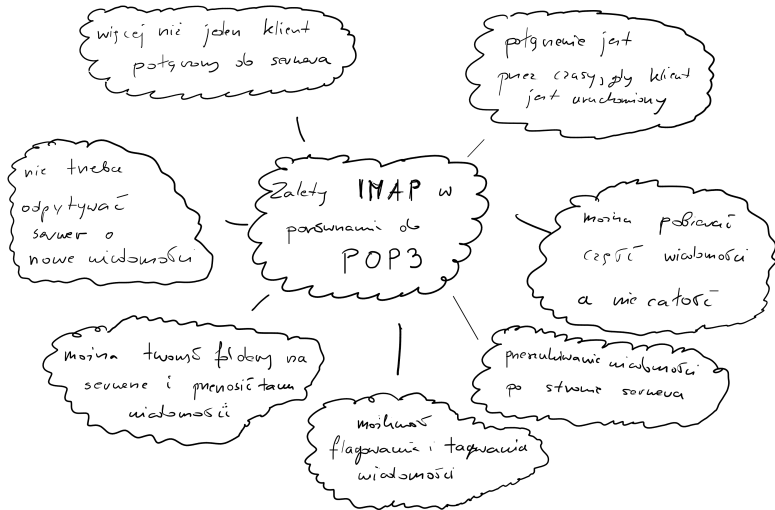 więcej niż jeden klient
połączony do serwera
połączenie jest
przez czas, gdy klient
jest uruchomiony
nie trzeba
odpytywać
serwer o
nowe wiadomości
Zalety IMAP w
porównaniu do
POP3
można pobierać
część wiadomości
a nie całość
można tworzyć foldery na
serwerze i przenosić tam
wiadomości
przeszukiwanie wiadomości
po stronie serwera
możliwość
flagowania i tagowania
wiadomości